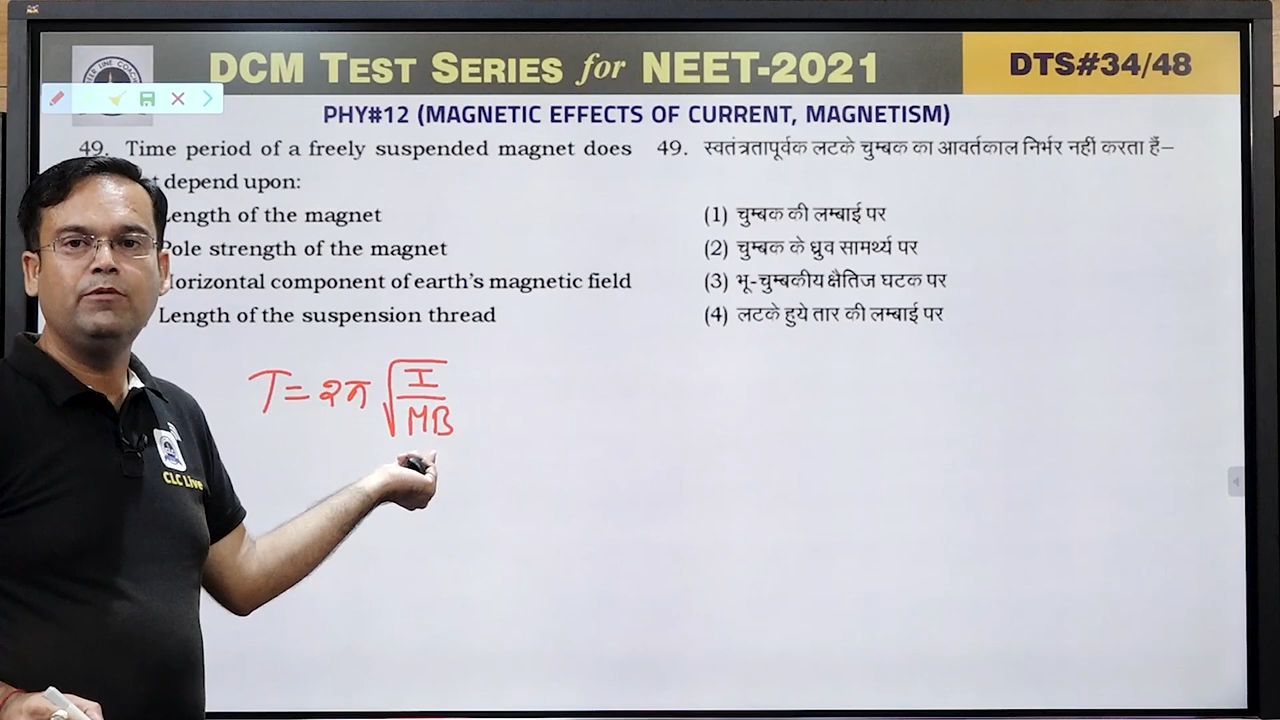 DCM TEST SERIES for NEET-2021
DTS#34/48
PHY#12 (MAGNETIC EFFECTS OF CURRENT, MAGNETISM)
49. Time period of a freely suspended magnet does
depend upon:
Length of the magnet
Pole strength of the magnet
Horizontal component of earth's magnetic field
Length of the suspension thread
49. स्वतंत्रतापूर्वक लटके चुम्बक का आवर्तकाल निर्भर नहीं करता हैं–
(1) चुम्बक की लम्बाई पर
(2) चुम्बक के ध्रुव सामर्थ्य पर
(3) भू-चुम्बकीय क्षैतिज घटक पर
(4) लटके हुये तार की लम्बाई पर
T = 2π √(I/MB)
CLC Live